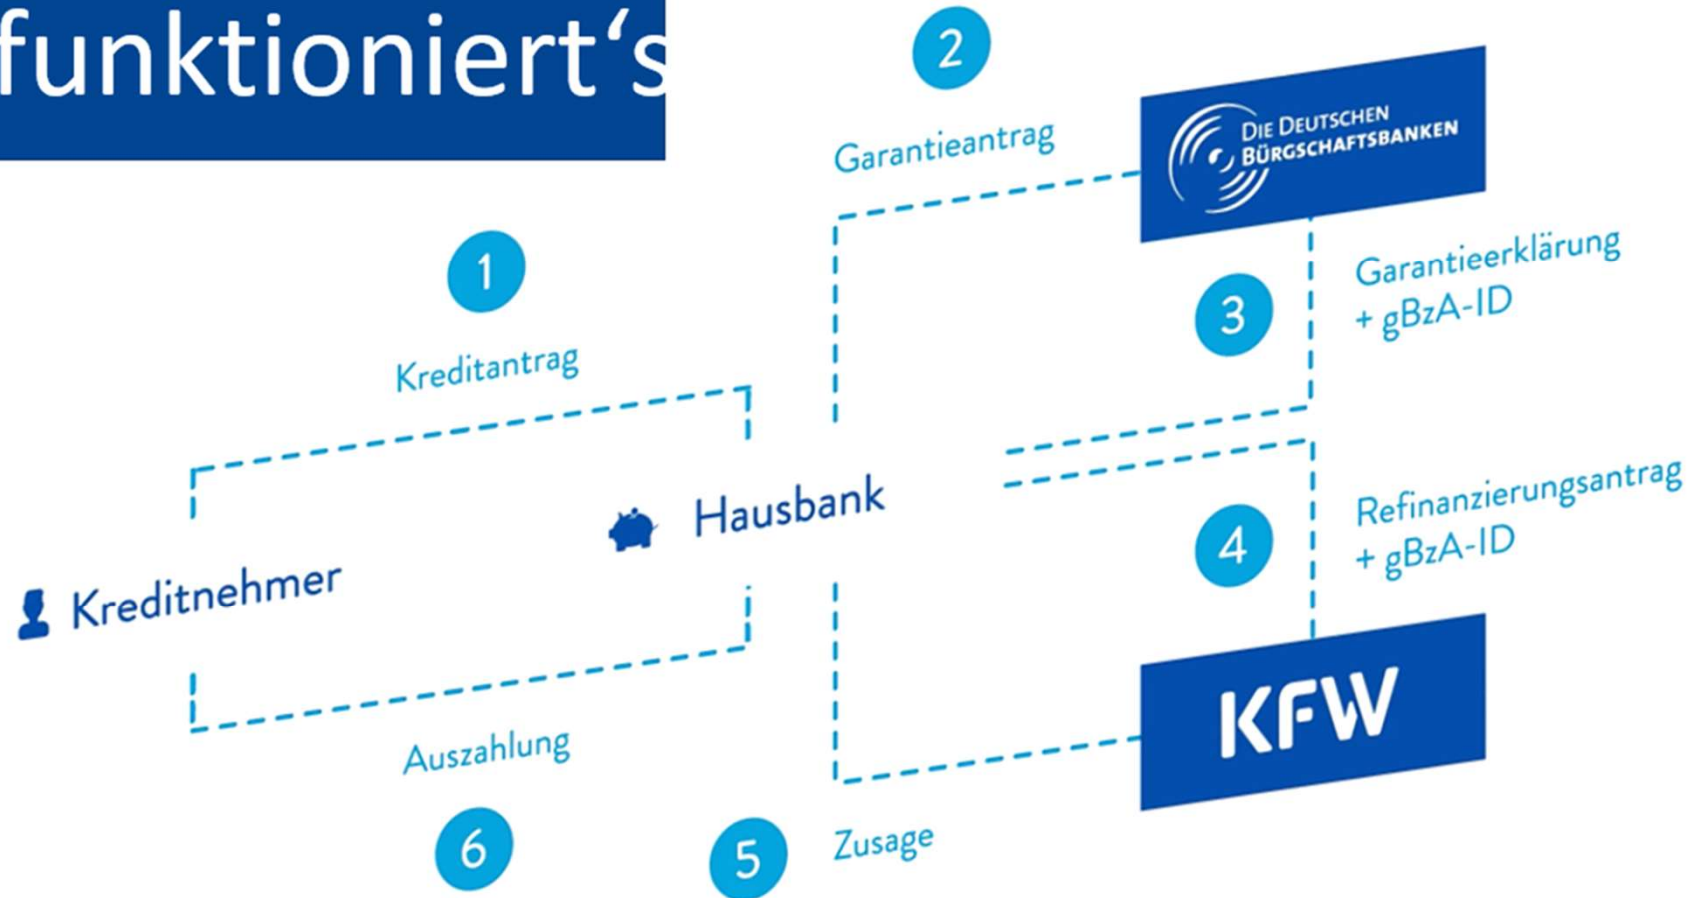 funktioniert‘s
2
Garantieantrag
DIE DEUTSCHEN
BÜRGSCHAFTSBANKEN
1
Kreditantrag
3
Garantieerklärung
+ gBzA-ID
Hausbank
4
Refinanzierungsantrag
+ gBzA-ID
Kreditnehmer
KFW
Auszahlung
6
5
Zusage